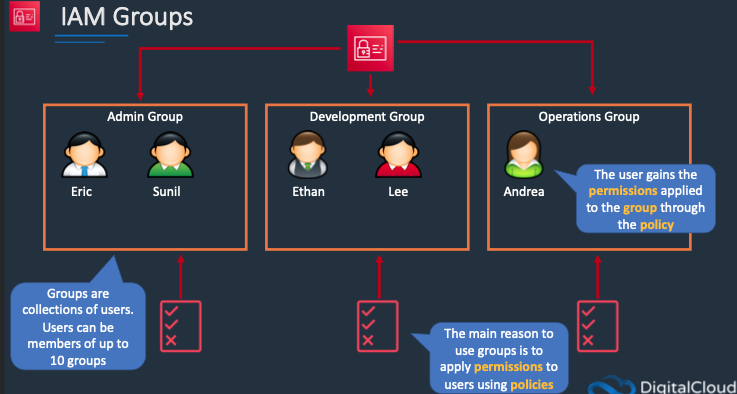 IAM Groups
Admin Group
Development Group
Operations Group
Eric
Sunil
Ethan
Lee
Andrea
The user gains the
permissions applied
to the group through
the policy
Groups are
collections of users.
Users can be
members of up to
10 groups
The main reason to
use groups is to
apply permissions to
users using policies
DigitalCloud